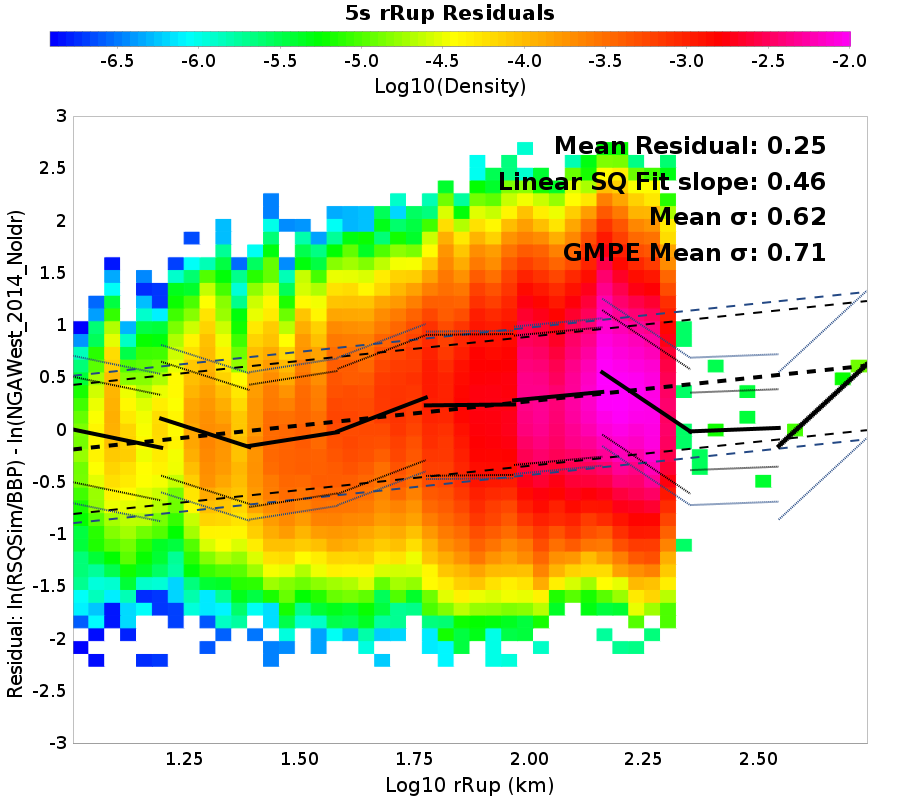 5s rRup Residuals
-6.5 -6.0 -5.5 -5.0 -4.5 -4.0 -3.5 -3.0 -2.5 -2.0
Log10(Density)
Residual: ln(RSQSim/BBP) - ln(NGAWest_2014_NoIdr)
3
2.5
2
1.5
1
0.5
0
-0.5
-1
-1.5
-2
-2.5
-3
Mean Residual: 0.25
Linear SQ Fit slope: 0.46
Mean σ: 0.62
GMPE Mean σ: 0.71
1.25 1.50 1.75 2.00 2.25 2.50
Log10 rRup (km)